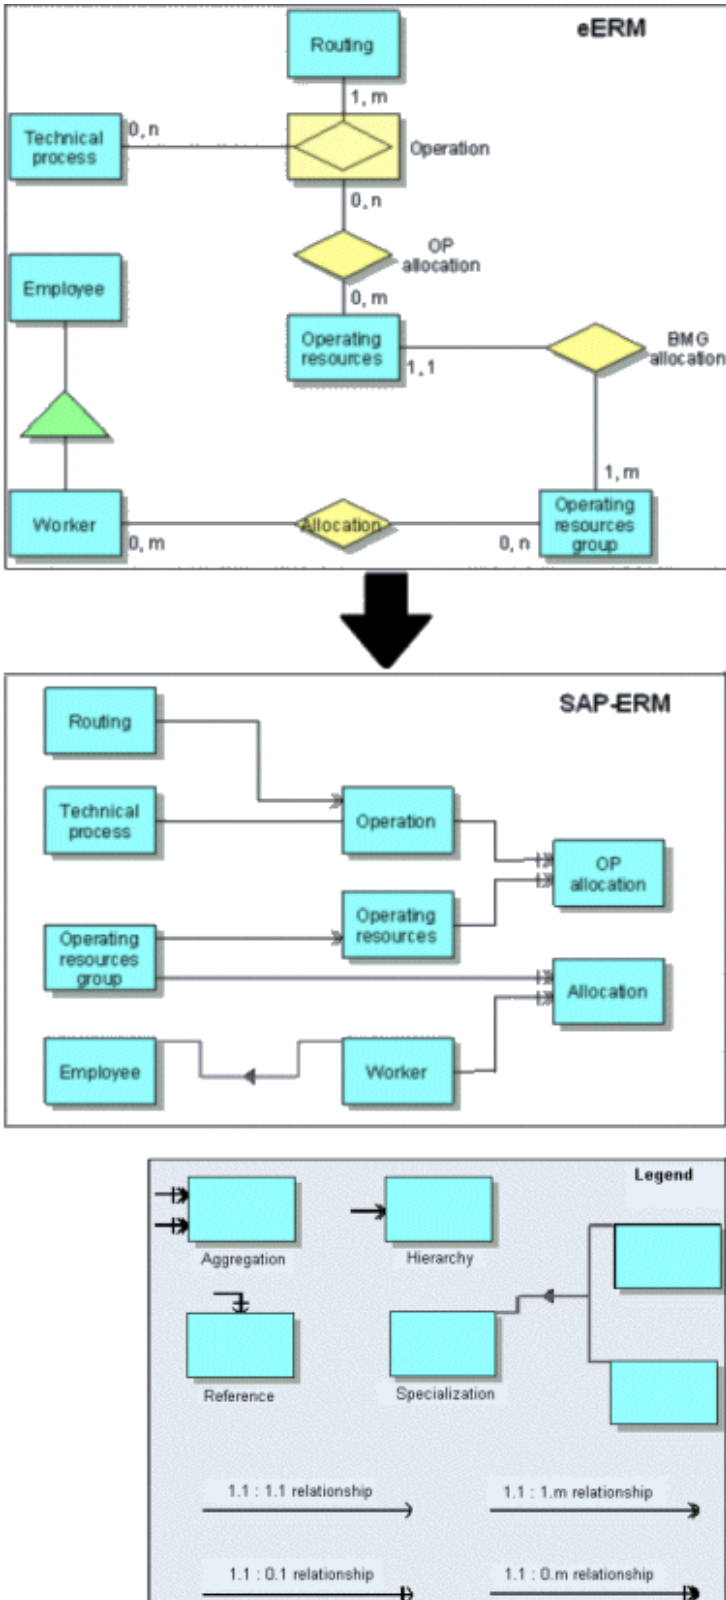 eERM
Routing
1, m
Technical
process
0, n
Operation
0, n
OP
allocation
Employee
0, m
Operating
resources
1, 1
BMG
allocation
1, m
Worker
0, m
Allocation
0, n
Operating
resources
group
SAP-ERM
Routing
Technical
process
Operation
OP
allocation
Operating
resources
Operating
resources
group
Allocation
Employee
Worker
Legend
Aggregation
Hierarchy
Reference
Specialization
1.1 : 1.1 relationship
1.1 : 1.m relationship
1.1 : 0.1 relationship
1.1 : 0.m relationship